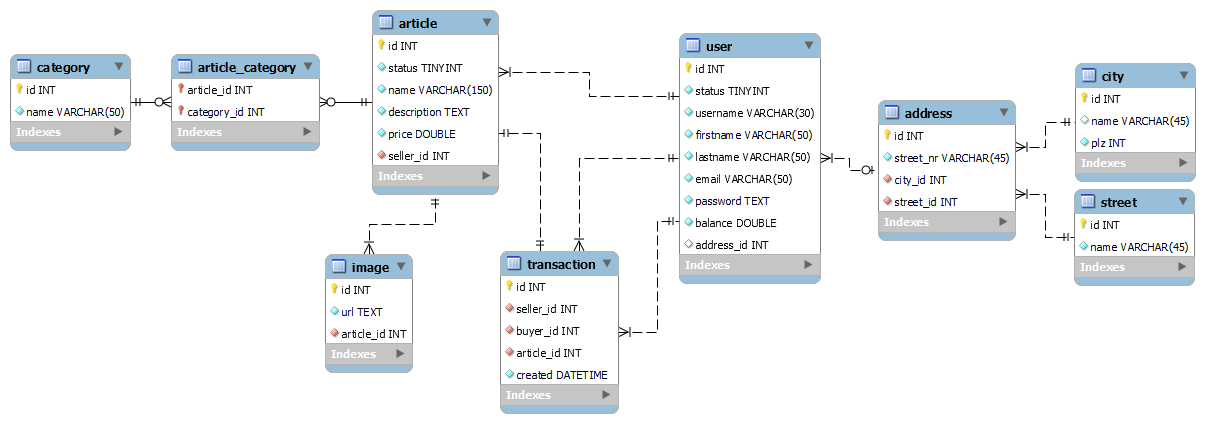 category
id INT
name VARCHAR(50)
Indexes
article_category
article_id INT
category_id INT
Indexes
article
id INT
status TINYINT
name VARCHAR(150)
description TEXT
price DOUBLE
seller_id INT
Indexes
image
id INT
url TEXT
article_id INT
Indexes
transaction
id INT
seller_id INT
buyer_id INT
article_id INT
created DATETIME
Indexes
user
id INT
status TINYINT
username VARCHAR(30)
firstname VARCHAR(50)
lastname VARCHAR(50)
email VARCHAR(50)
password TEXT
balance DOUBLE
address_id INT
Indexes
address
id INT
street_nr VARCHAR(45)
city_id INT
street_id INT
Indexes
city
id INT
name VARCHAR(45)
plz INT
Indexes
street
id INT
name VARCHAR(45)
Indexes